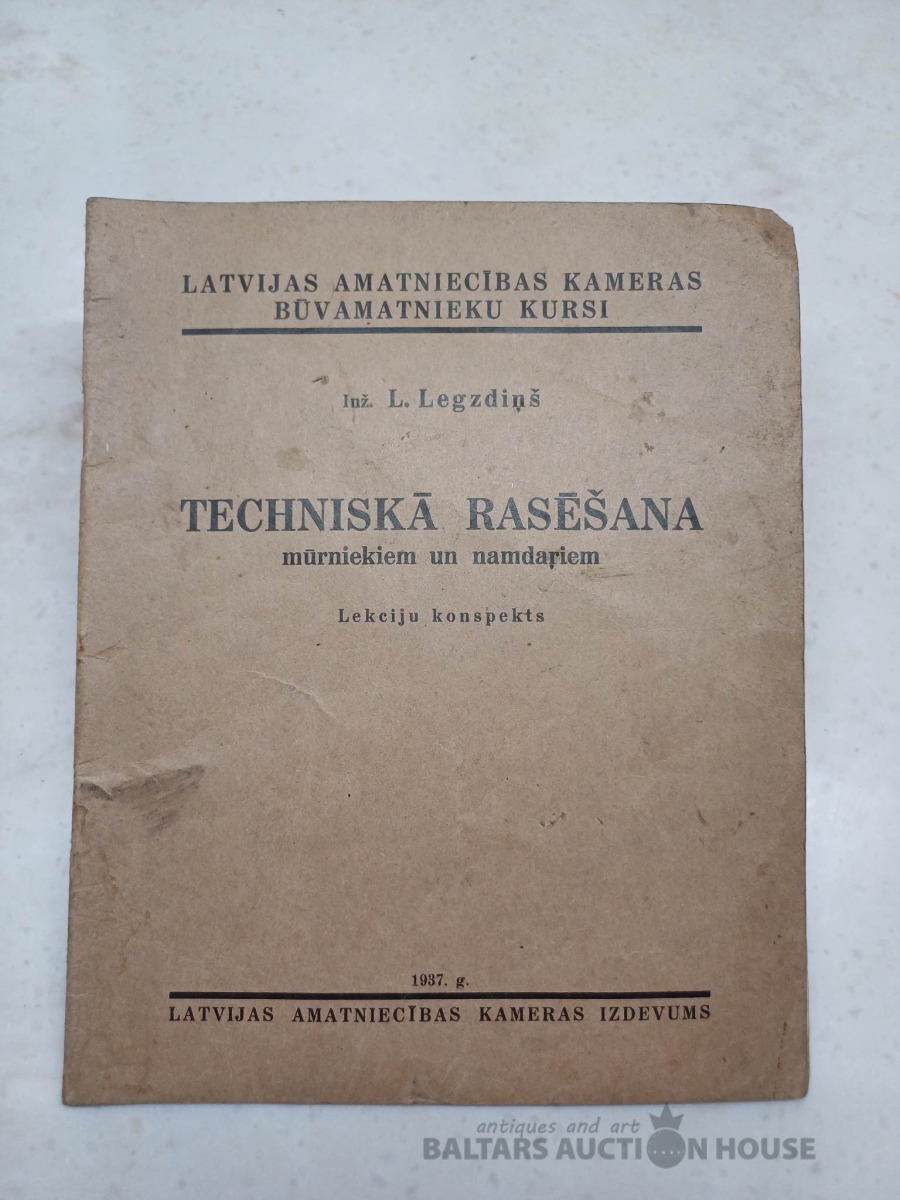 LATVIJAS AMATNIECĪBAS KAMERAS
BŪVAMATNIEKU KURSI
Inž. L. Legzdiņš
TECHNISKĀ RASĒŠANA
mūrniekiem un namdaŗiem
Lekciju konspekts
1937. g.
LATVIJAS AMATNIECĪBAS KAMERAS IZDEVUMS
antiques and art
BALTARS AUCTION HOUSE